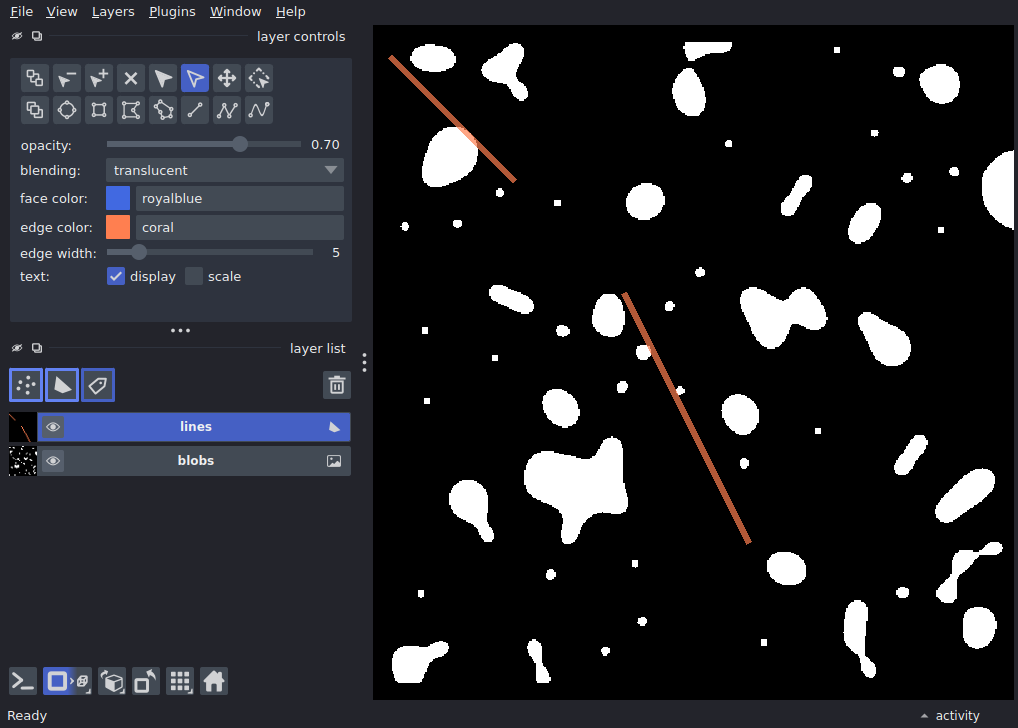 File View Layers Plugins Window Help
layer controls
opacity: 0.70
blending: translucent
face color: royalblue
edge color: coral
edge width: 5
text: display scale
layer list
lines
blobs
Ready activity